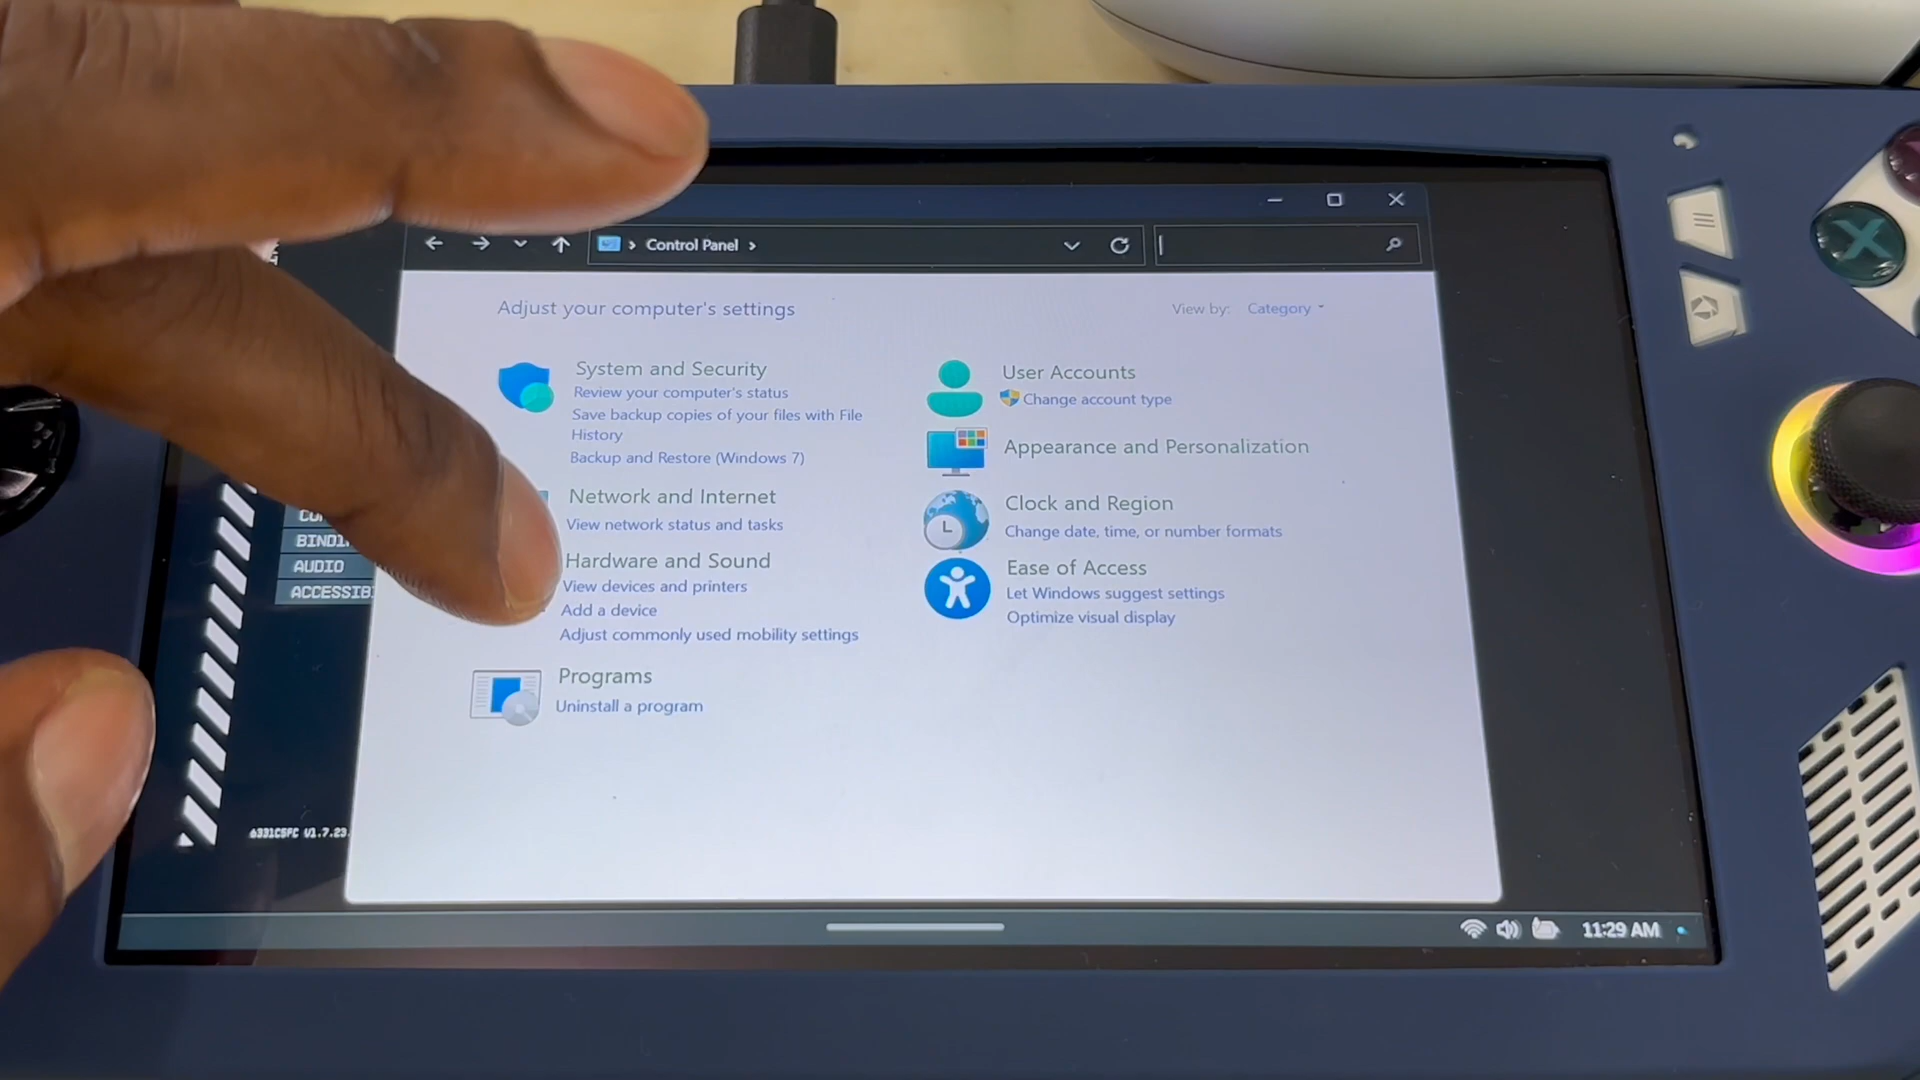 Control Panel
Adjust your computer's settings
View by: Category
System and Security
Review your computer's status
Save backup copies of your files with File
History
Backup and Restore (Windows 7)
Network and Internet
View network status and tasks
Hardware and Sound
View devices and printers
Add a device
Adjust commonly used mobility settings
Programs
Uninstall a program
User Accounts
Change account type
Appearance and Personalization
Clock and Region
Change date, time, or number formats
Ease of Access
Let Windows suggest settings
Optimize visual display
AUDIO
ACCESSIB
6331C5FC V1.7.23.
11:29 AM
X